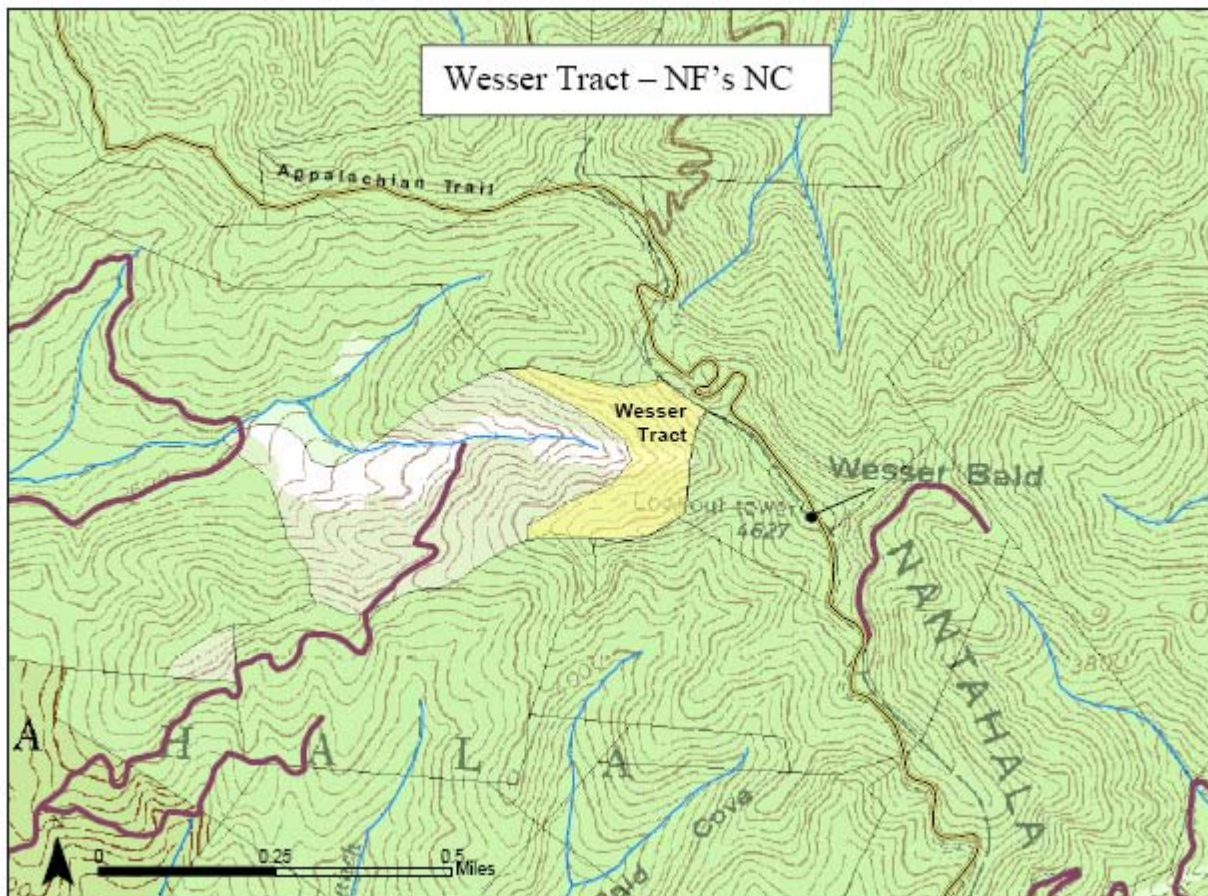 Wesser Tract – NF's NC
Appalachian Trail
Wesser
Tract
Wesser Bald
Lookout tower
4627
NANTAHALA
A H A L A
Cove
Bald
0 0.25 0.5
Miles